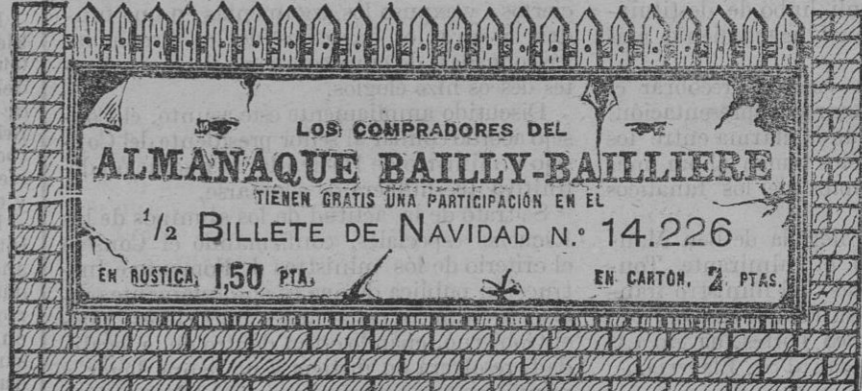 LOS COMPRADORES DEL
ALMANAQUE BAILLY-BAILLIERE
TIENEN GRATIS UNA PARTICIPACIÓN EN EL
1/2 BILLETE DE NAVIDAD N.º 14.226
EN RÚSTICA, 1,50 PTA. EN CARTÓN, 2 PTAS.